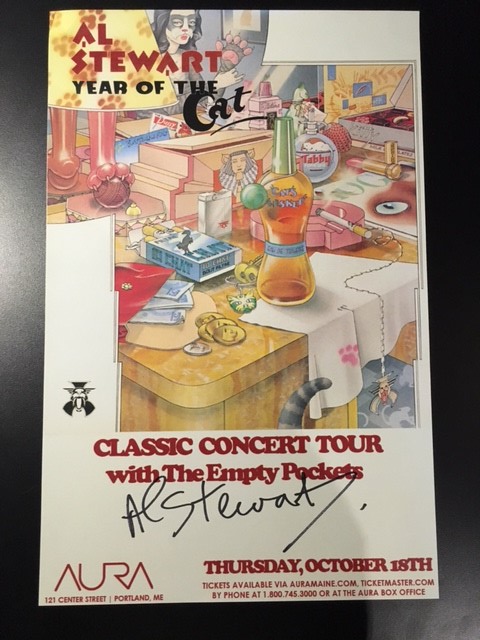 AL
STEWART
YEAR OF THE
Cat
Tabby
CLASSIC CONCERT TOUR
with The Empty Pockets
Al Stewart
THURSDAY, OCTOBER 18TH
AURA
TICKETS AVAILABLE VIA AURAMAINE.COM, TICKETMASTER.COM
121 CENTER STREET | PORTLAND, ME
BY PHONE AT 1.800.745.3000 OR AT THE AURA BOX OFFICE